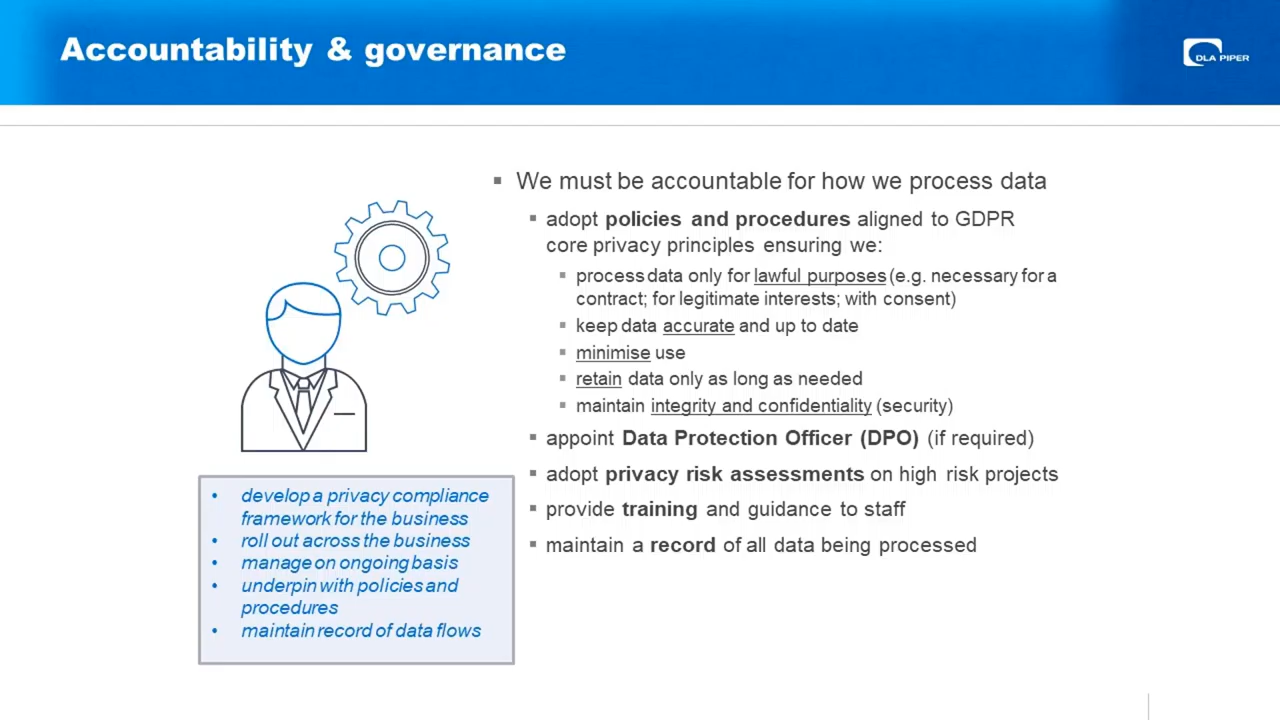 Accountability & governance
DLA PIPER
▪ We must be accountable for how we process data
▪ adopt policies and procedures aligned to GDPR
core privacy principles ensuring we:
▪ process data only for lawful purposes (e.g. necessary for a
contract; for legitimate interests; with consent)
▪ keep data accurate and up to date
▪ minimise use
▪ retain data only as long as needed
▪ maintain integrity and confidentiality (security)
▪ appoint Data Protection Officer (DPO) (if required)
▪ adopt privacy risk assessments on high risk projects
▪ provide training and guidance to staff
▪ maintain a record of all data being processed
• develop a privacy compliance
framework for the business
• roll out across the business
• manage on ongoing basis
• underpin with policies and
procedures
• maintain record of data flows